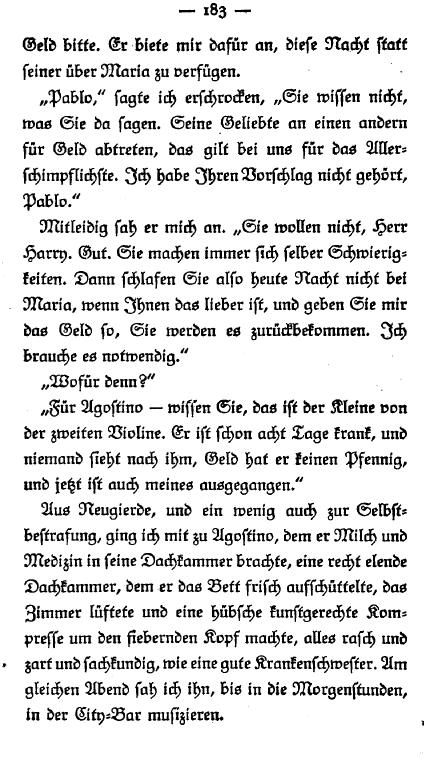 — 183 —
Geld bitte. Er biete mir dafür an, diese Nacht statt
seiner über Maria zu verfügen.
„Pablo,“ sagte ich erschrocken, „Sie wissen nicht,
was Sie da sagen. Seine Geliebte an einen andern
für Geld abtreten, das gilt bei uns für das Aller-
schimpflichste. Ich habe Ihren Vorschlag nicht gehört,
Pablo.“
Mitleidig sah er mich an. „Sie wollen nicht, Herr
Harry. Gut. Sie machen immer sich selber Schwierig-
keiten. Dann schlafen Sie also heute Nacht nicht bei
Maria, wenn Ihnen das lieber ist, und geben Sie mir
das Geld so, Sie werden es zurückbekommen. Ich
brauche es notwendig.“
„Wofür denn?“
„Für Agostino — wissen Sie, das ist der Kleine von
der zweiten Violine. Er ist schon acht Tage krank, und
niemand sieht nach ihm, Geld hat er keinen Pfennig,
und jetzt ist auch meines ausgegangen.“
Aus Neugierde, und ein wenig auch zur Selbst-
bestrafung, ging ich mit zu Agostino, dem er Milch und
Medizin in seine Dachkammer brachte, eine recht elende
Dachkammer, dem er das Bett frisch aufschüttelte, das
Zimmer lüftete und eine hübsche kunstgerechte Kom-
presse um den fiebernden Kopf machte, alles rasch und
zart und sachkundig, wie eine gute Krankenschwester. Am
gleichen Abend sah ich ihn, bis in die Morgenstunden,
in der City-Bar musizieren.